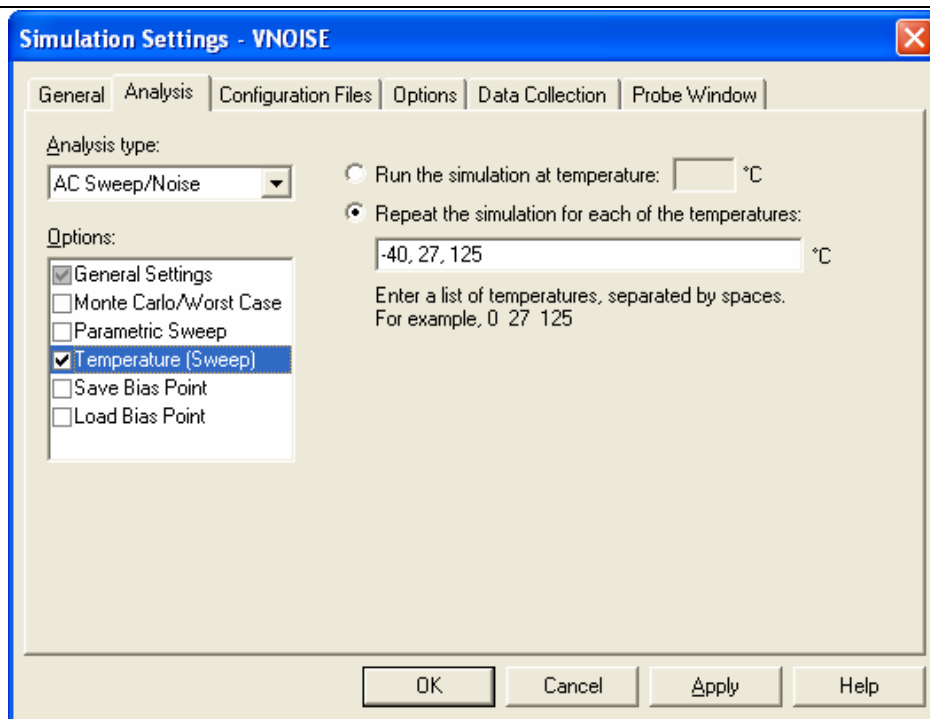 Simulation Settings - VNOISE
General Analysis Configuration Files Options Data Collection Probe Window
Analysis type:
AC Sweep/Noise
Options:
General Settings
Monte Carlo/Worst Case
Parametric Sweep
Temperature (Sweep)
Save Bias Point
Load Bias Point
Run the simulation at temperature: °C
Repeat the simulation for each of the temperatures:
-40, 27, 125 °C
Enter a list of temperatures, separated by spaces.
For example, 0 27 125
OK Cancel Apply Help